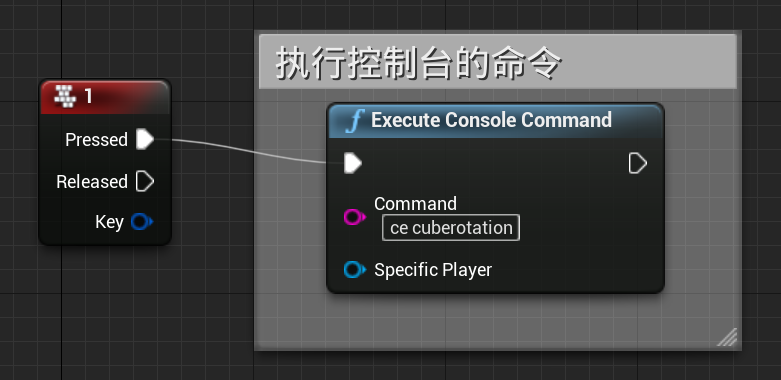 执行控制台的命令
1
Pressed
Released
Key
Execute Console Command
Command
ce cuberotation
Specific Player